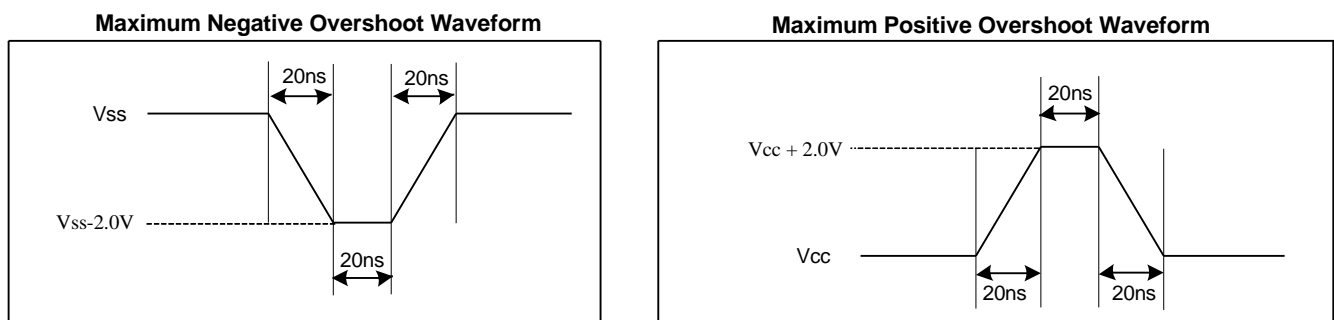 Maximum Negative Overshoot Waveform
20ns
20ns
Vss
Vss-2.0V
20ns
Maximum Positive Overshoot Waveform
20ns
Vcc + 2.0V
Vcc
20ns
20ns